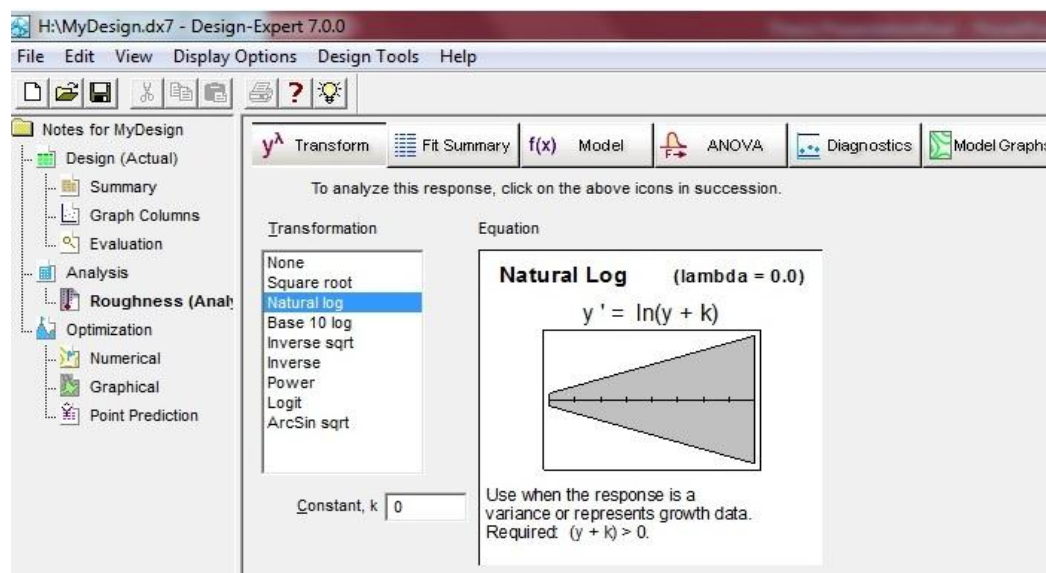 H:\MyDesign.dx7 - Design-Expert 7.0.0
File Edit View Display Options Design Tools Help
Notes for MyDesign
Design (Actual)
Summary
Graph Columns
Evaluation
Analysis
Roughness (Analy
Optimization
Numerical
Graphical
Point Prediction
y^λ Transform Fit Summary f(x) Model ANOVA Diagnostics Model Graphs
To analyze this response, click on the above icons in succession.
Transformation
None
Square root
Natural log
Base 10 log
Inverse sqrt
Inverse
Power
Logit
ArcSin sqrt
Constant, k 0
Equation
Natural Log (lambda = 0.0)
y ' = ln(y + k)
Use when the response is a
variance or represents growth data.
Required: (y + k) > 0.